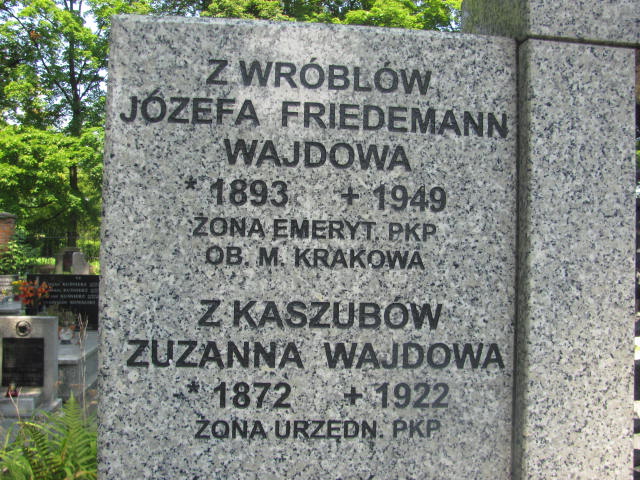 Z WRÓBLÓW
JÓZEFA FRIEDEMANN
WAJDOWA
* 1893 + 1949
ŻONA EMERYT. PKP
OB. M. KRAKOWA
Z KASZUBÓW
ZUZANNA WAJDOWA
* 1872 + 1922
ŻONA URZĘDN. PKP